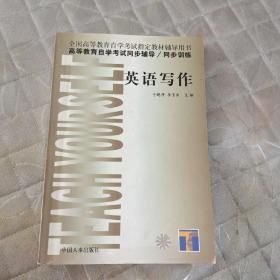 全国高等教育自学考试指定教材辅导用书
高等教育自学考试同步辅导/同步训练
英语写作
主编
TEACH YOURSELF
中国人事出版社